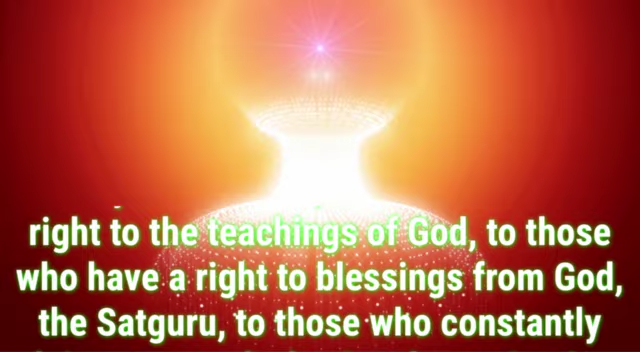 right to the teachings of God, to those
who have a right to blessings from God,
the Satguru, to those who constantly